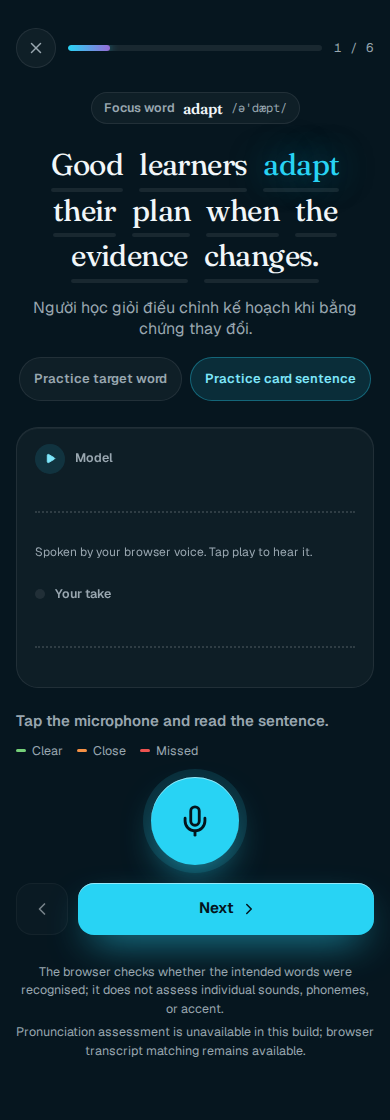 1 / 6
Focus word adapt /əˈdæpt/
Good learners adapt
their plan when the
evidence changes.
Người học giỏi điều chỉnh kế hoạch khi bằng
chứng thay đổi.
Practice target word Practice card sentence
Model
Spoken by your browser voice. Tap play to hear it.
Your take
Tap the microphone and read the sentence.
Clear Close Missed
Next
The browser checks whether the intended words were
recognised; it does not assess individual sounds, phonemes,
or accent.
Pronunciation assessment is unavailable in this build; browser
transcript matching remains available.